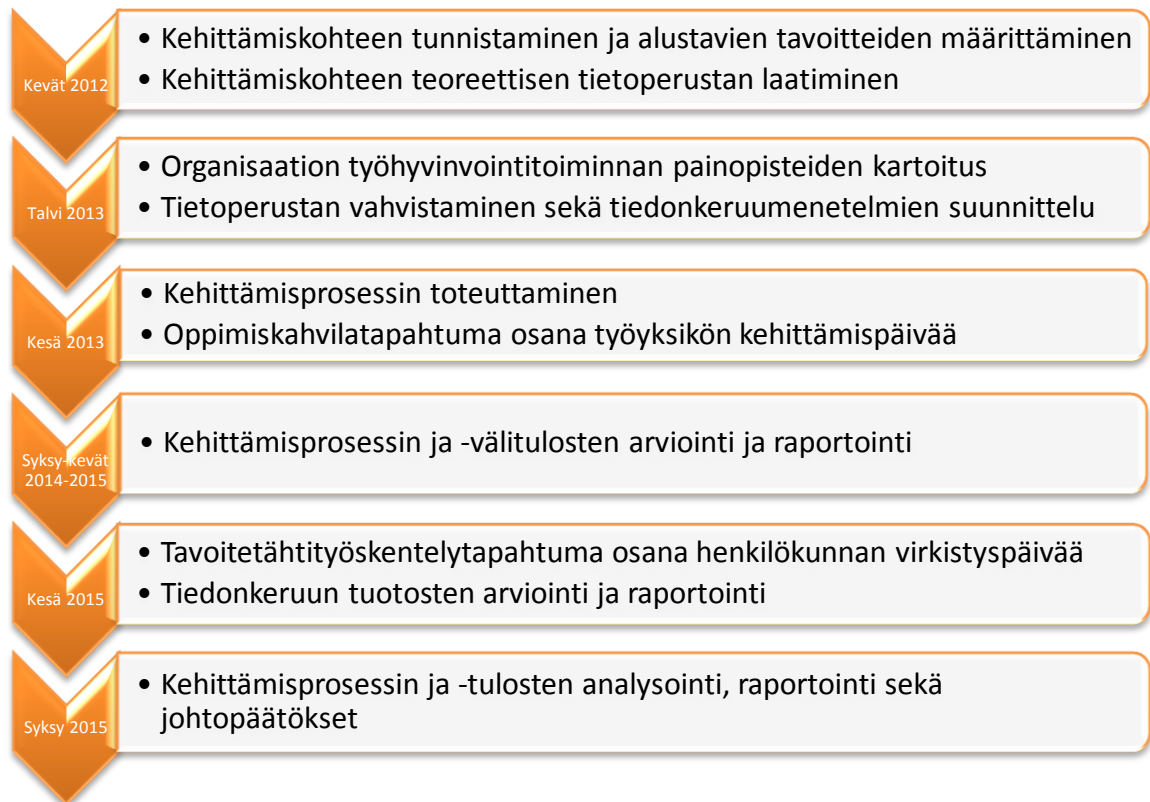 Kevät 2012
• Kehittämiskohteen tunnistaminen ja alustavien tavoitteiden määrittäminen
• Kehittämiskohteen teoreettisen tietoperustan laatiminen
Talvi 2013
• Organisaation työhyvinvointitoiminnan painopisteiden kartoitus
• Tietoperustan vahvistaminen sekä tiedonkeruumenetelmien suunnittelu
Kesä 2013
• Kehittämisprosessin toteuttaminen
• Oppimiskahvilatapahtuma osana työyksikön kehittämispäivää
Syksy-kevät
2014-2015
• Kehittämisprosessin ja -välitulosten arviointi ja raportointi
Kesä 2015
• Tavoitetähtityöskentelytapahtuma osana henkilökunnan virkistyspäivää
• Tiedonkeruun tuotosten arviointi ja raportointi
Syksy 2015
• Kehittämisprosessin ja -tulosten analysointi, raportointi sekä
johtopäätökset